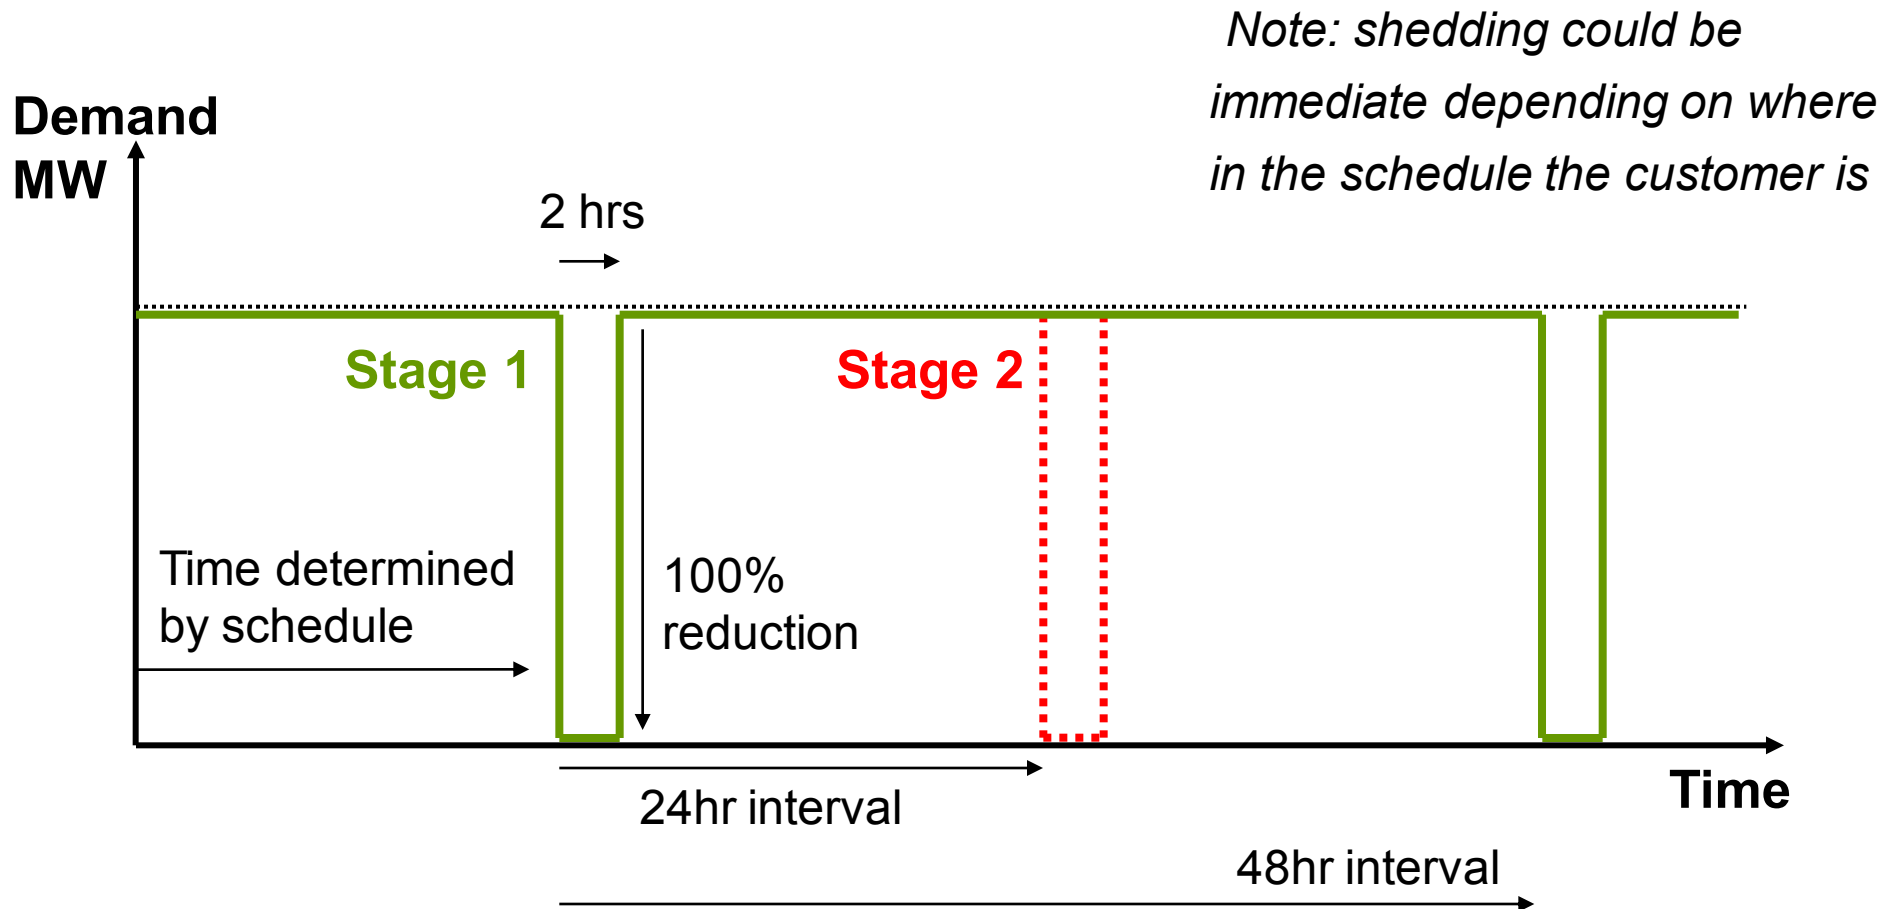 Note: shedding could be
immediate depending on where
in the schedule the customer is
Demand
MW
2 hrs
Stage 1
Stage 2
Time determined
by schedule
100%
reduction
Time
24hr interval
48hr interval